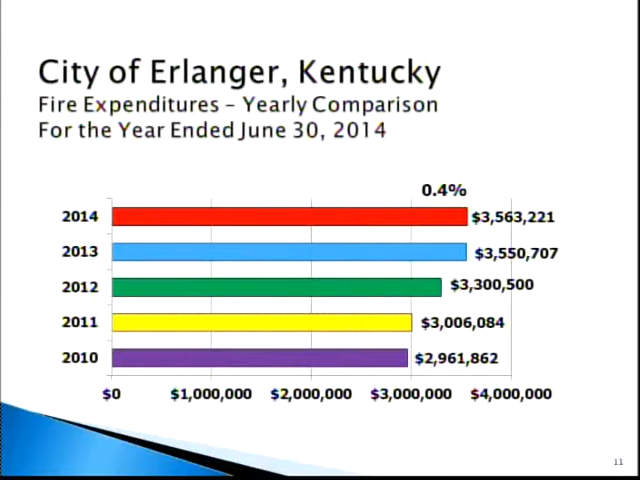 City of Erlanger, Kentucky
Fire Expenditures – Yearly Comparison
For the Year Ended June 30, 2014
0.4%
2014 $3,563,221
2013 $3,550,707
2012 $3,300,500
2011 $3,006,084
2010 $2,961,862
$0 $1,000,000 $2,000,000 $3,000,000 $4,000,000
11